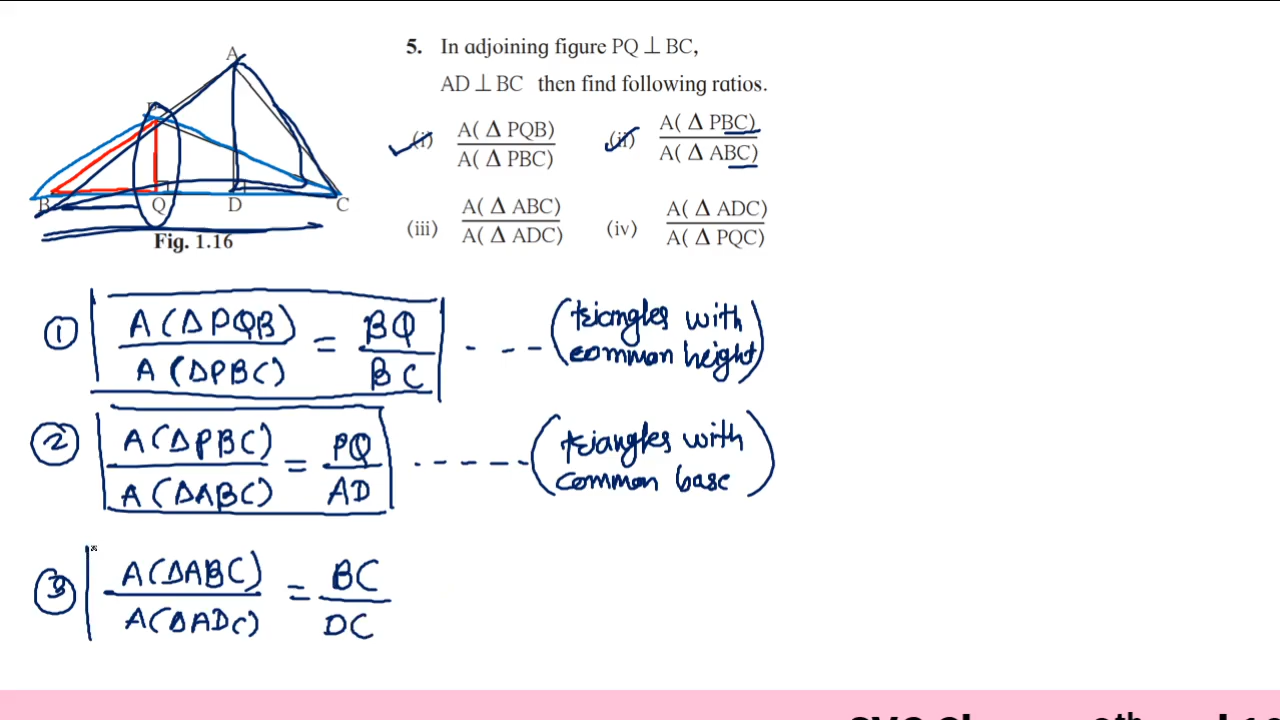 5. In adjoining figure PQ ⊥ BC,
AD ⊥ BC then find following ratios.
(i) A( Δ PQB) / A( Δ PBC) (ii) A( Δ PBC) / A( Δ ABC)
(iii) A( Δ ABC) / A( Δ ADC) (iv) A( Δ ADC) / A( Δ PQC)
A
P
B Q D C
Fig. 1.16
① A(ΔPQB) / A(ΔPBC) = BQ / BC - - - (triangles with
common height)
② A(ΔPBC) / A(ΔABC) = PQ / AD - - - - - (triangles with
common base)
③ A(ΔABC) / A(ΔADC) = BC / DC